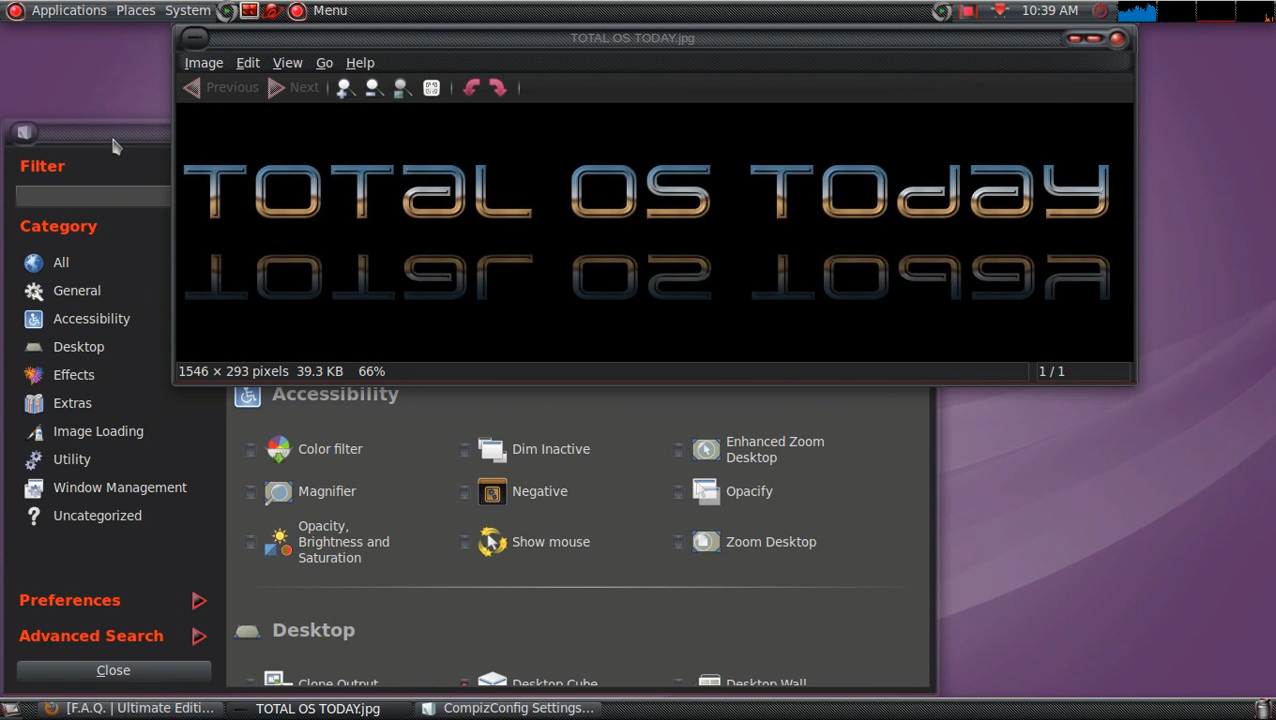 Applications Places System Menu 10:39 AM
TOTAL OS TODAY.jpg
Image Edit View Go Help
Previous Next
TOTAL OS TODAY
1546 × 293 pixels 39.3 KB 66% 1 / 1
Filter
Category
All
General
Accessibility
Desktop
Effects
Extras
Image Loading
Utility
Window Management
Uncategorized
Preferences
Advanced Search
Close
Accessibility
Color filter
Dim Inactive
Enhanced Zoom
Desktop
Magnifier
Negative
Opacify
Opacity,
Brightness and
Saturation
Show mouse
Zoom Desktop
Desktop
Clone Output
Desktop Cube
Desktop Wall
[F.A.Q. | Ultimate Editi... TOTAL OS TODAY.jpg CompizConfig Settings...